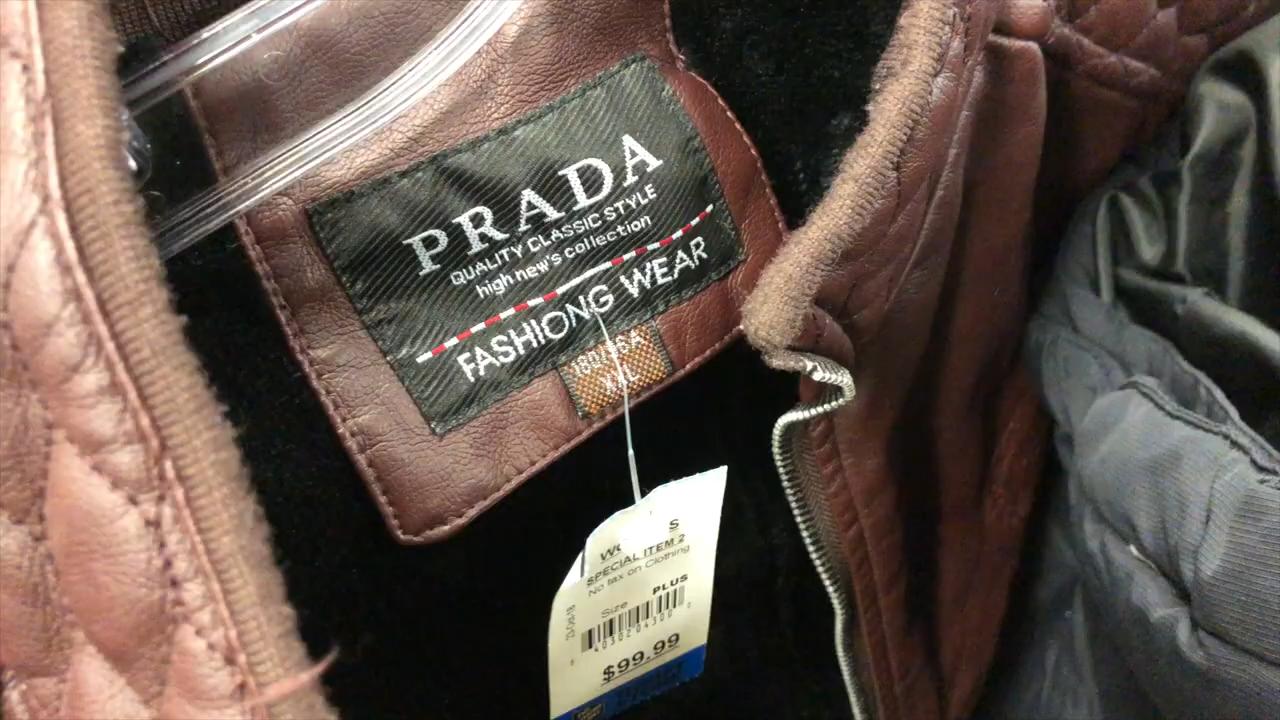 PRADA
QUALITY CLASSIC STYLE
high new's collection
FASHIONG WEAR
SPECIAL ITEM 2
No tax on Clothing
Size PLUS
$99.99